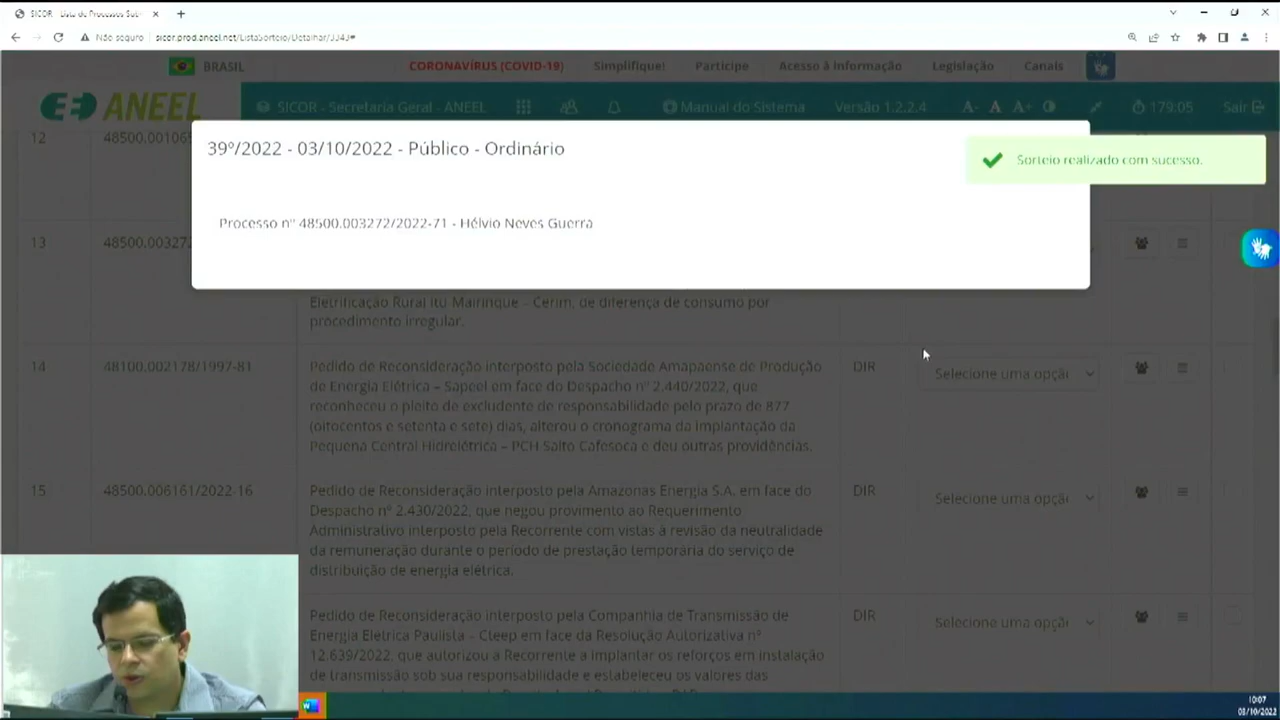 SICOR - Lista de Processos Sub
Não seguro sicor.prod.aneel.net/ListaSorteio/Detalhar/3343#
BRASIL
CORONAVÍRUS (COVID-19)
Simplifique!
Participe
Acesso à Informação
Legislação
Canais
ANEEL
SICOR - Secretaria Geral - ANEEL
Manual do Sistema
Versão 1.2.2.4
A- A A+
179:05
Sair
39º/2022 - 03/10/2022 - Público - Ordinário
Sorteio realizado com sucesso.
Processo nº 48500.003272/2022-71 - Hélvio Neves Guerra
12 48500.001069
13 48500.003272
Eletrificação Rural Itu Mairinque – Cerim, de diferença de consumo por
procedimento irregular.
14 48100.002178/1997-81
Pedido de Reconsideração interposto pela Sociedade Amapaense de Produção
de Energia Elétrica – Sapeel em face do Despacho nº 2.440/2022, que
reconheceu o pleito de excludente de responsabilidade pelo prazo de 877
(oitocentos e setenta e sete) dias, alterou o cronograma da implantação da
Pequena Central Hidrelétrica – PCH Salto Cafesoca e deu outras providências.
DIR
Selecione uma opçã
15 48500.006161/2022-16
Pedido de Reconsideração interposto pela Amazonas Energia S.A. em face do
Despacho nº 2.430/2022, que negou provimento ao Requerimento
Administrativo interposto pela Recorrente com vistas à revisão da neutralidade
da remuneração durante o período de prestação temporária do serviço de
distribuição de energia elétrica.
DIR
Selecione uma opçã
Pedido de Reconsideração interposto pela Companhia de Transmissão de
Energia Elétrica Paulista – Cteep em face da Resolução Autorizativa nº
12.639/2022, que autorizou a Recorrente a implantar os reforços em instalação
de transmissão sob sua responsabilidade e estabeleceu os valores das
DIR
Selecione uma opçã
10:07
03/10/2022